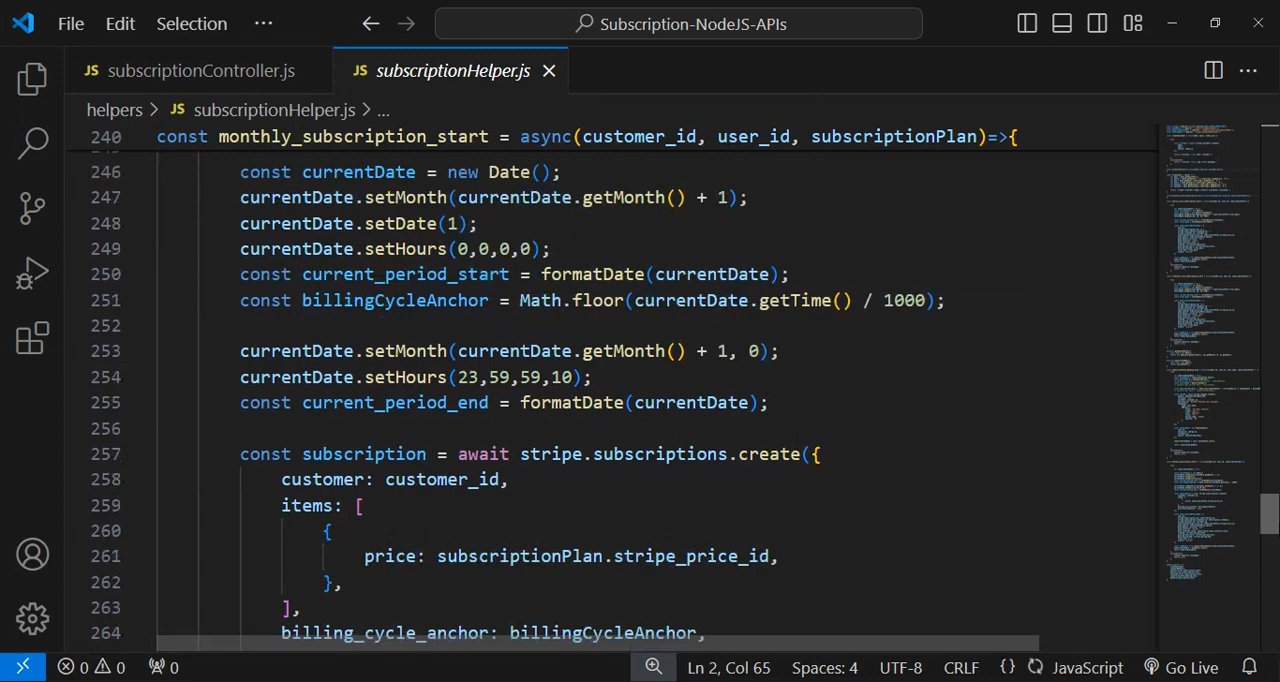 File Edit Selection ··· Subscription-NodeJS-APIs
JS subscriptionController.js JS subscriptionHelper.js
helpers > JS subscriptionHelper.js > ...
240 const monthly_subscription_start = async(customer_id, user_id, subscriptionPlan)=>{
246 const currentDate = new Date();
247 currentDate.setMonth(currentDate.getMonth() + 1);
248 currentDate.setDate(1);
249 currentDate.setHours(0,0,0,0);
250 const current_period_start = formatDate(currentDate);
251 const billingCycleAnchor = Math.floor(currentDate.getTime() / 1000);
252
253 currentDate.setMonth(currentDate.getMonth() + 1, 0);
254 currentDate.setHours(23,59,59,10);
255 const current_period_end = formatDate(currentDate);
256
257 const subscription = await stripe.subscriptions.create({
258 customer: customer_id,
259 items: [
260 {
261 price: subscriptionPlan.stripe_price_id,
262 },
263 ],
264 billing_cycle_anchor: billingCycleAnchor,
0 0 0 Ln 2, Col 65 Spaces: 4 UTF-8 CRLF {} JavaScript Go Live